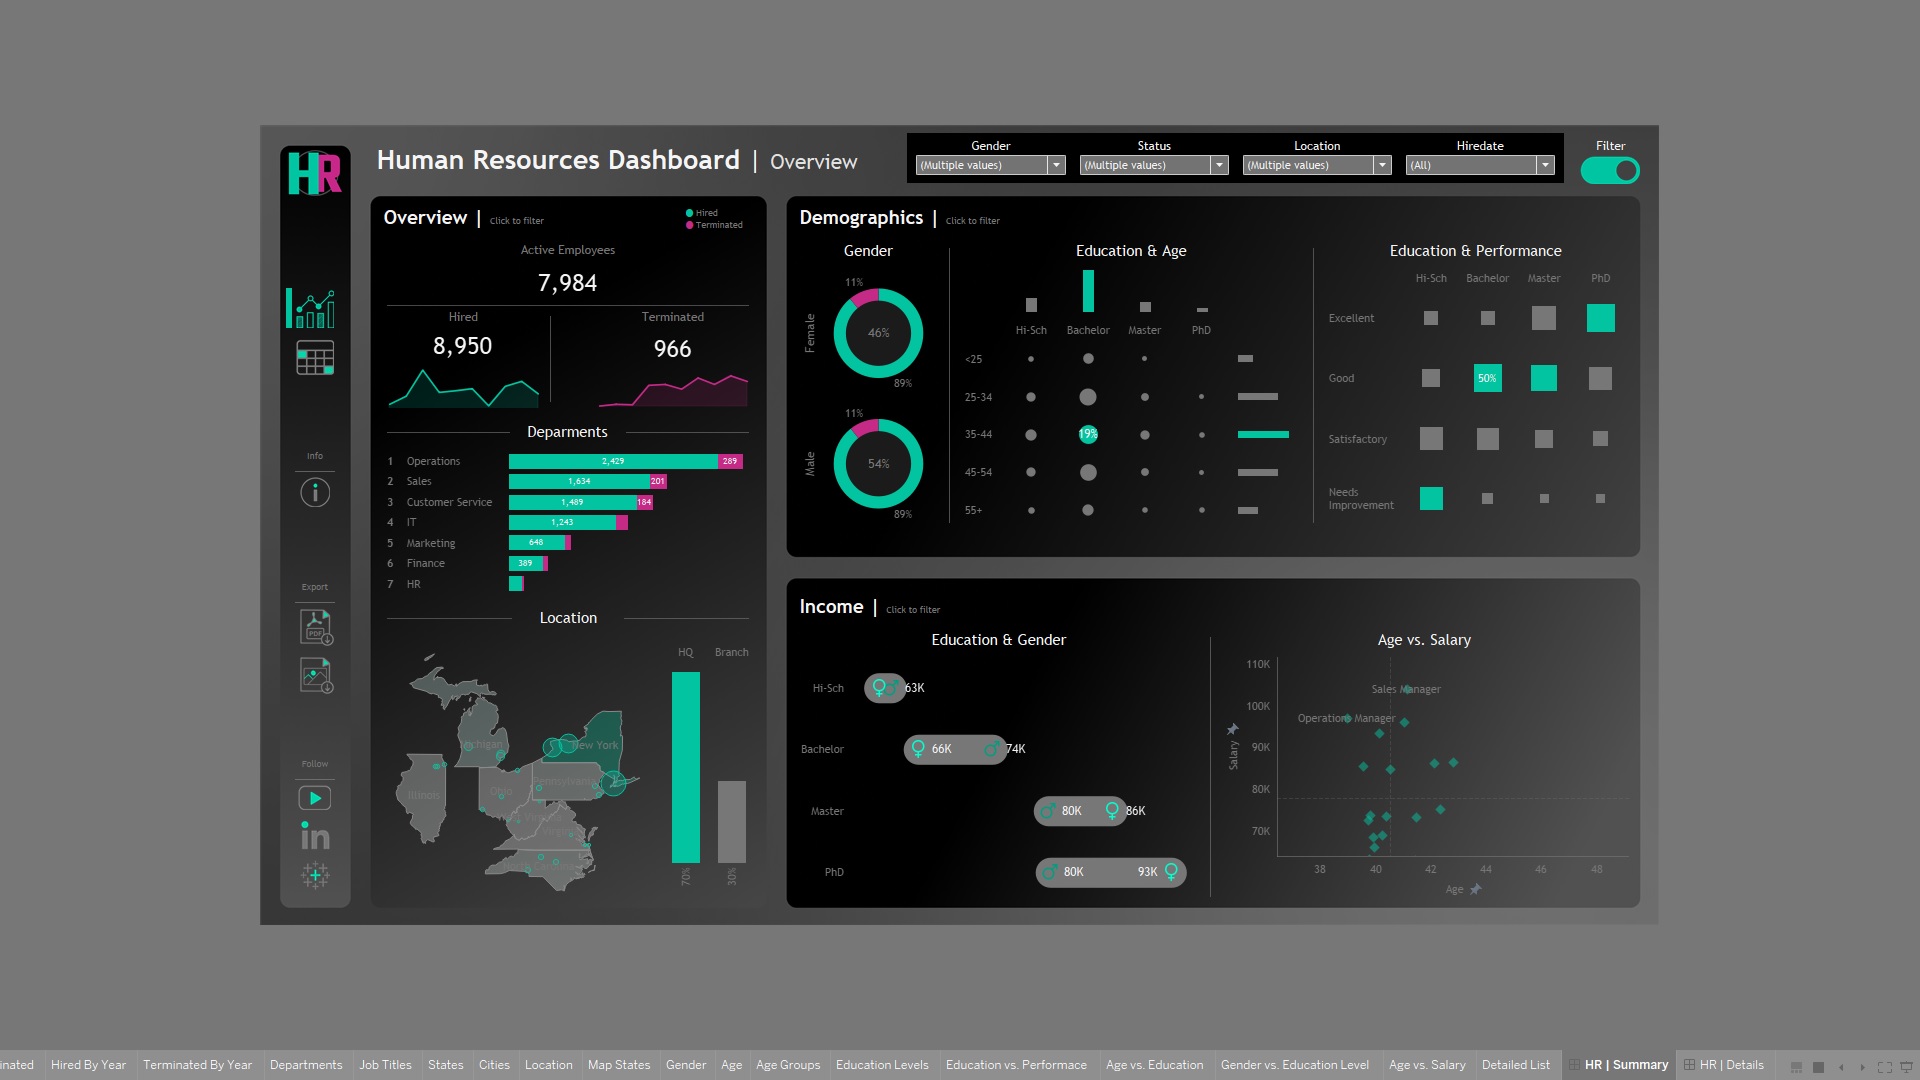 HR
Human Resources Dashboard | Overview
Gender
(Multiple values)
Status
(Multiple values)
Location
(Multiple values)
Hiredate
(All)
Filter
Info
Export
PDF
Follow
in
Overview | Click to filter
Hired
Terminated
Active Employees
7,984
Hired
8,950
Terminated
966
Deparments
1 Operations 2,429 289
2 Sales 1,634 201
3 Customer Service 1,489 184
4 IT 1,243
5 Marketing 648
6 Finance 389
7 HR
Location
Michigan
New York
Illinois
Ohio
Pennsylvania
HQ Branch
70% 30%
Demographics | Click to filter
Gender
Female
11%
46%
89%
Male
11%
54%
89%
Education & Age
Hi-Sch Bachelor Master PhD
<25
25-34
35-44 19%
45-54
55+
Education & Performance
Hi-Sch Bachelor Master PhD
Excellent
Good 50%
Satisfactory
Needs
Improvement
Income | Click to filter
Education & Gender
Hi-Sch 63K
Bachelor 66K 74K
Master 80K 86K
PhD 80K 93K
Age vs. Salary
Salary
110K
100K
90K
80K
70K
Sales Manager
Operations Manager
38 40 42 44 46 48
Age
inated Hired By Year Terminated By Year Departments Job Titles States Cities Location Map States Gender Age Age Groups Education Levels Education vs. Performace Age vs. Education Gender vs. Education Level Age vs. Salary Detailed List HR | Summary HR | Details